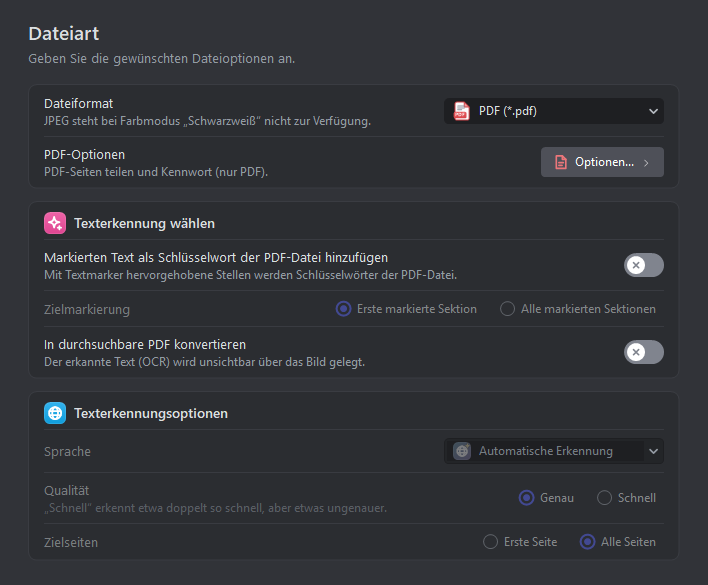 Dateiart
Geben Sie die gewünschten Dateioptionen an.
Dateiformat
JPEG steht bei Farbmodus „Schwarzweiß“ nicht zur Verfügung.
PDF (*.pdf)
PDF-Optionen
PDF-Seiten teilen und Kennwort (nur PDF).
Optionen...
Texterkennung wählen
Markierten Text als Schlüsselwort der PDF-Datei hinzufügen
Mit Textmarker hervorgehobene Stellen werden Schlüsselwörter der PDF-Datei.
Zielmarkierung
Erste markierte Sektion
Alle markierten Sektionen
In durchsuchbare PDF konvertieren
Der erkannte Text (OCR) wird unsichtbar über das Bild gelegt.
Texterkennungsoptionen
Sprache
Automatische Erkennung
Qualität
„Schnell“ erkennt etwa doppelt so schnell, aber etwas ungenauer.
Genau
Schnell
Zielseiten
Erste Seite
Alle Seiten